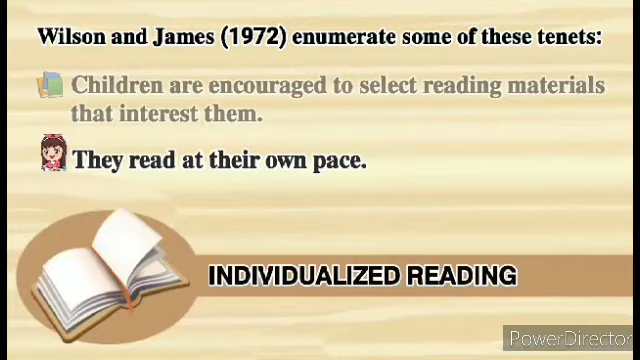 Wilson and James (1972) enumerate some of these tenets:
Children are encouraged to select reading materials
that interest them.
They read at their own pace.
INDIVIDUALIZED READING
PowerDirector